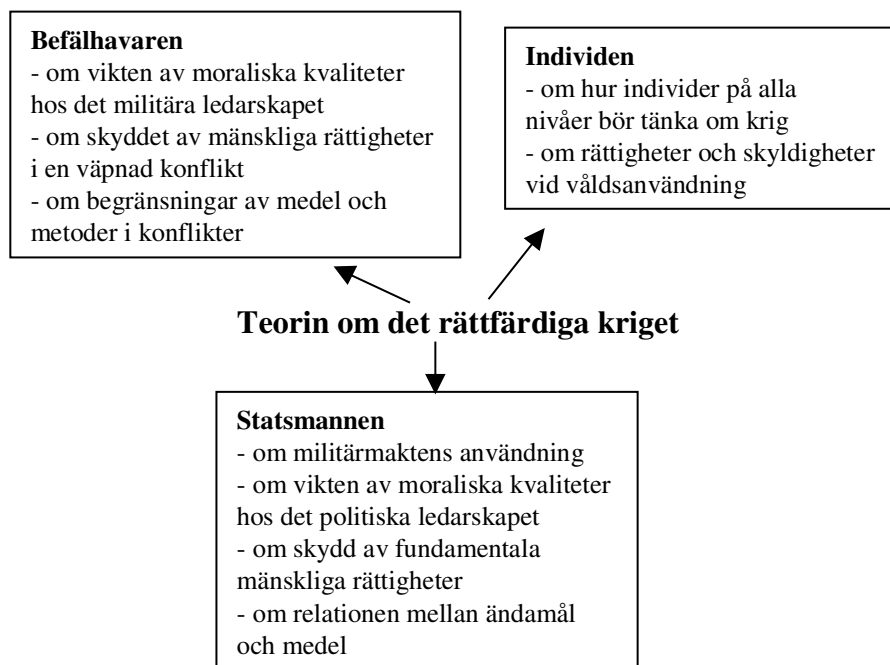 Befälhavaren
- om vikten av moraliska kvaliteter
hos det militära ledarskapet
- om skyddet av mänskliga rättigheter
i en väpnad konflikt
- om begränsningar av medel och
metoder i konflikter
Individen
- om hur individer på alla
nivåer bör tänka om krig
- om rättigheter och skyldigheter
vid våldsanvändning
Teorin om det rättfärdiga kriget
Statsmannen
- om militärmaktens användning
- om vikten av moraliska kvaliteter
hos det politiska ledarskapet
- om skydd av fundamentala
mänskliga rättigheter
- om relationen mellan ändamål
och medel